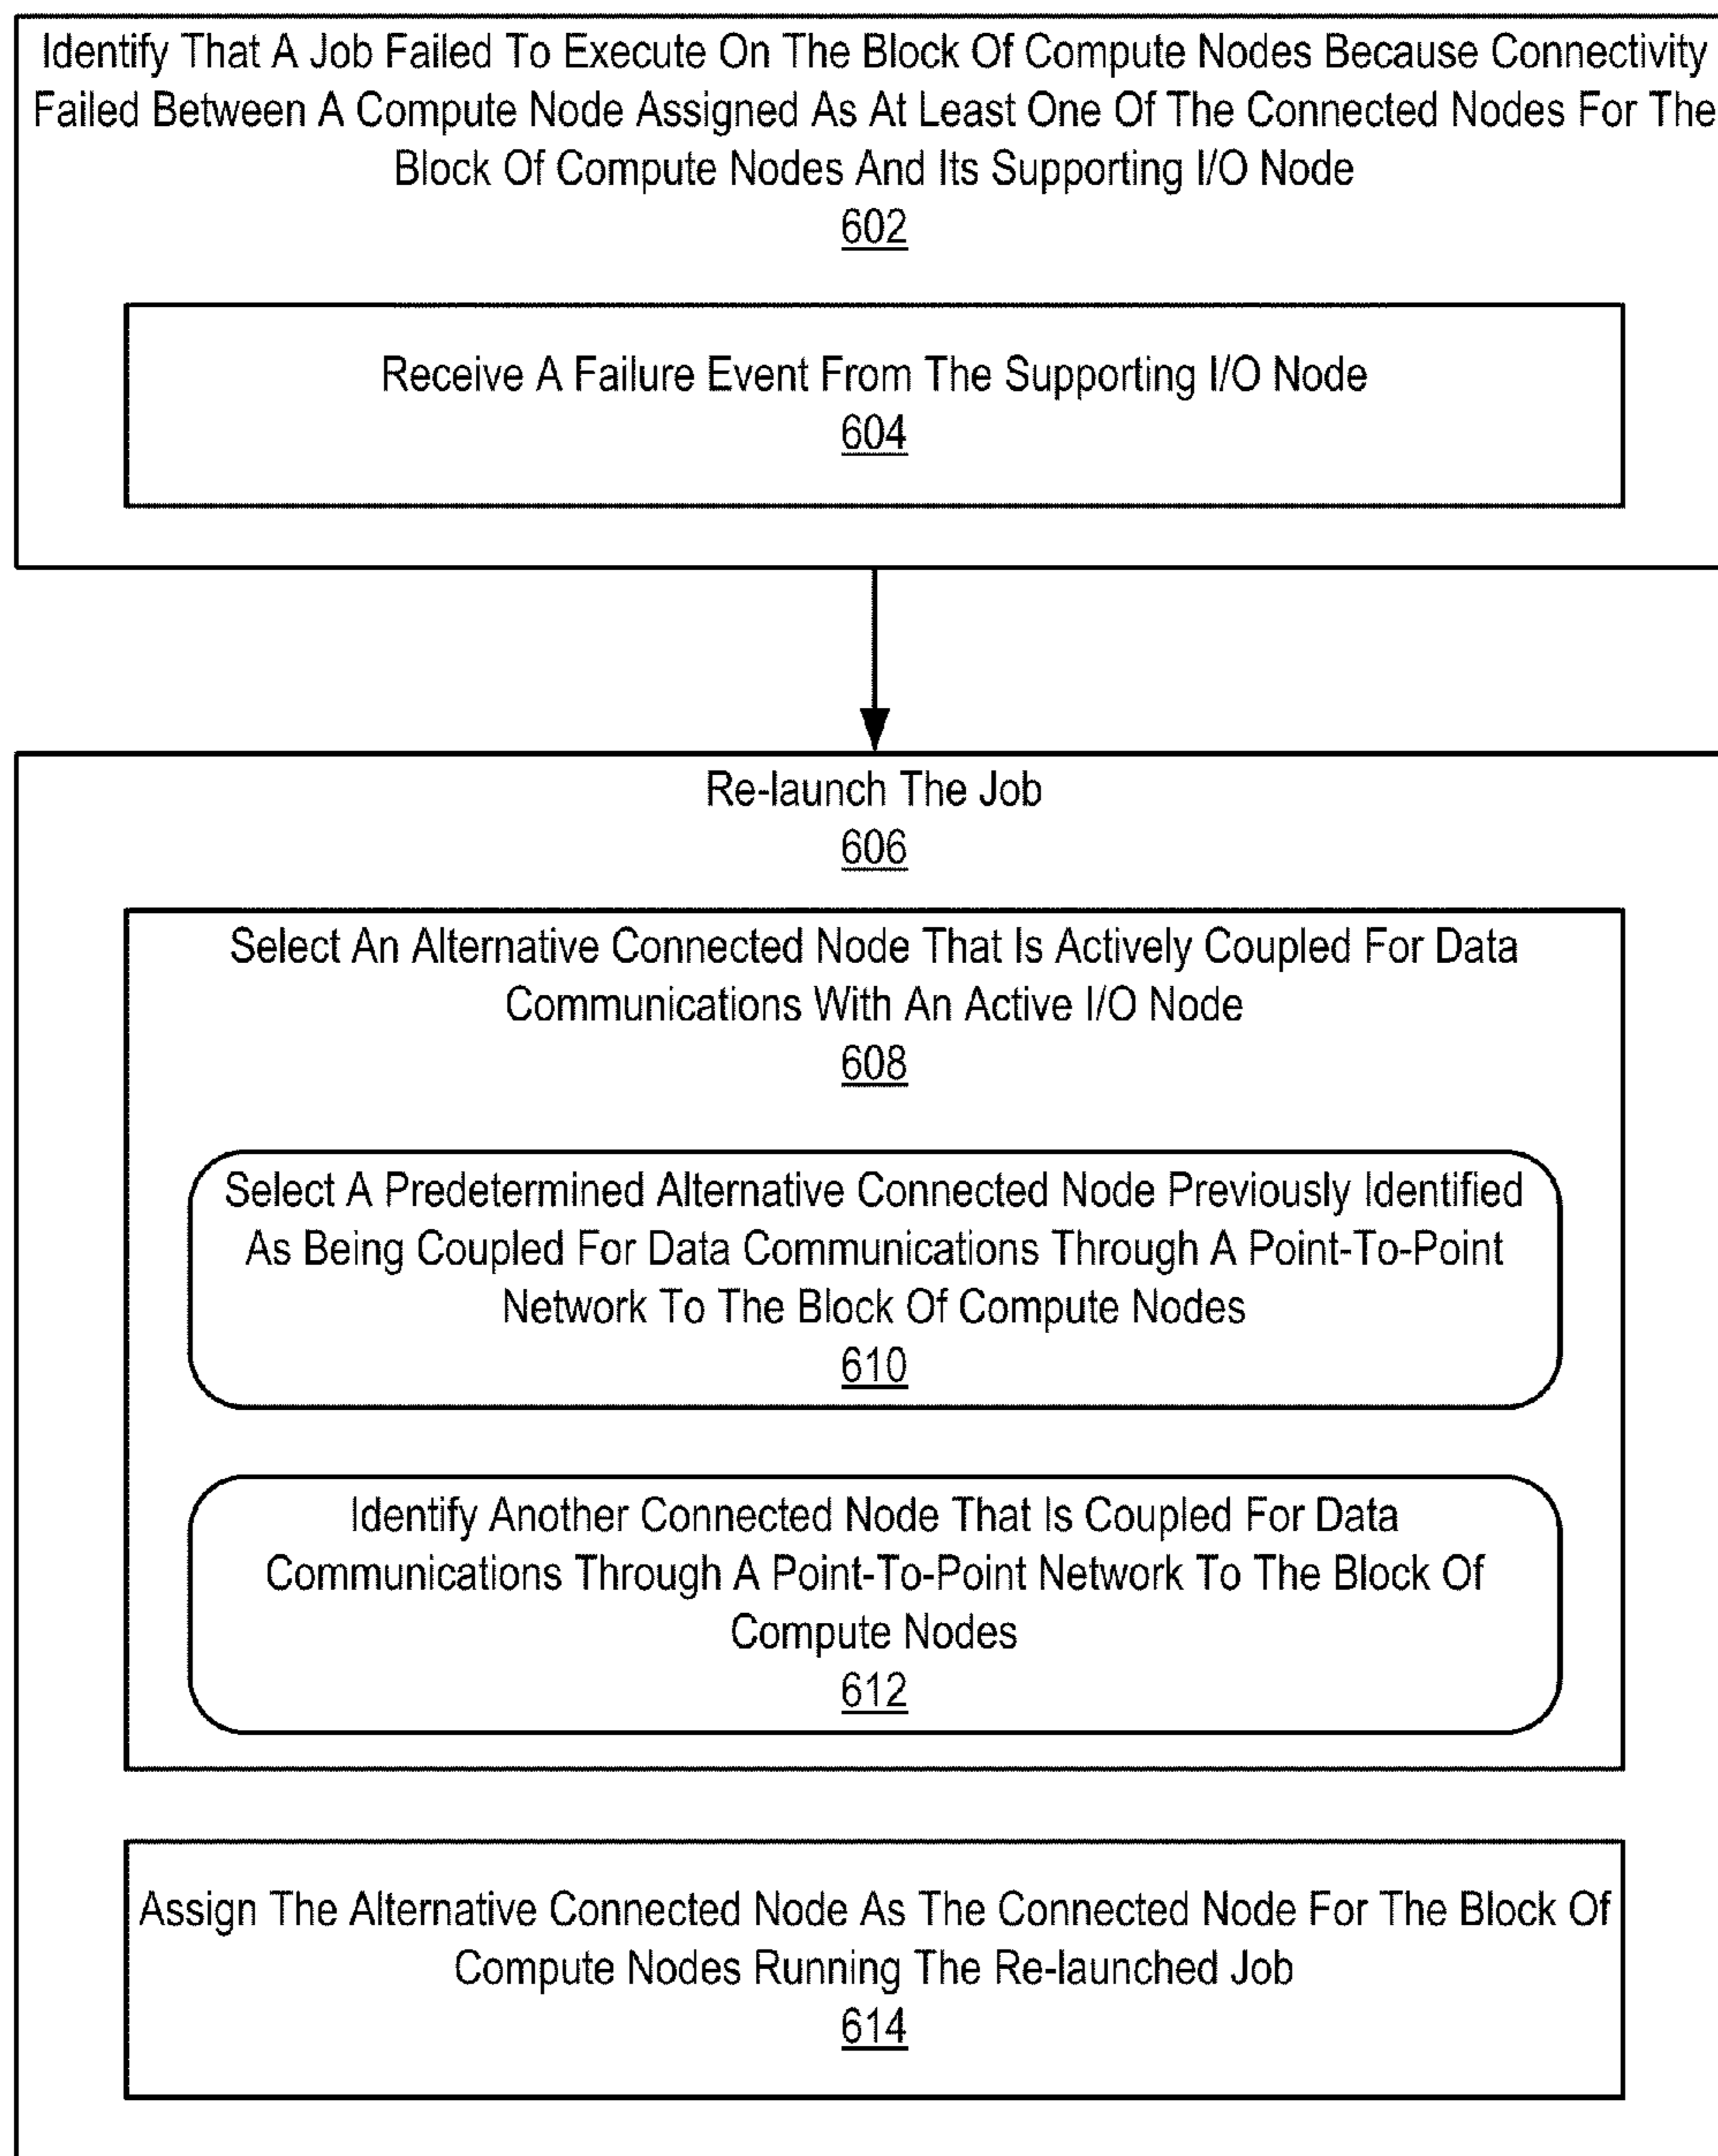 Identify That A Job Failed To Execute On The Block Of Compute Nodes Because Connectivity
Failed Between A Compute Node Assigned As At Least One Of The Connected Nodes For The
Block Of Compute Nodes And Its Supporting I/O Node
602
Receive A Failure Event From The Supporting I/O Node
604
Re-launch The Job
606
Select An Alternative Connected Node That Is Actively Coupled For Data
Communications With An Active I/O Node
608
Select A Predetermined Alternative Connected Node Previously Identified
As Being Coupled For Data Communications Through A Point-To-Point
Network To The Block Of Compute Nodes
610
Identify Another Connected Node That Is Coupled For Data
Communications Through A Point-To-Point Network To The Block Of
Compute Nodes
612
Assign The Alternative Connected Node As The Connected Node For The Block Of
Compute Nodes Running The Re-launched Job
614